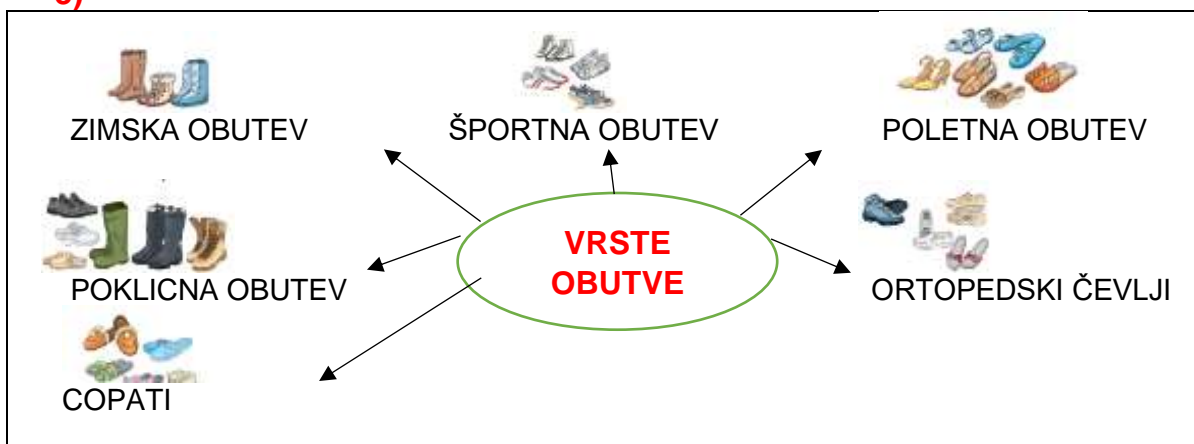 ZIMSKA OBUTEV
ŠPORTNA OBUTEV
POLETNA OBUTEV
VRSTE
OBUTVE
POKLICNA OBUTEV
ORTOPEDSKI ČEVLJI
COPATI